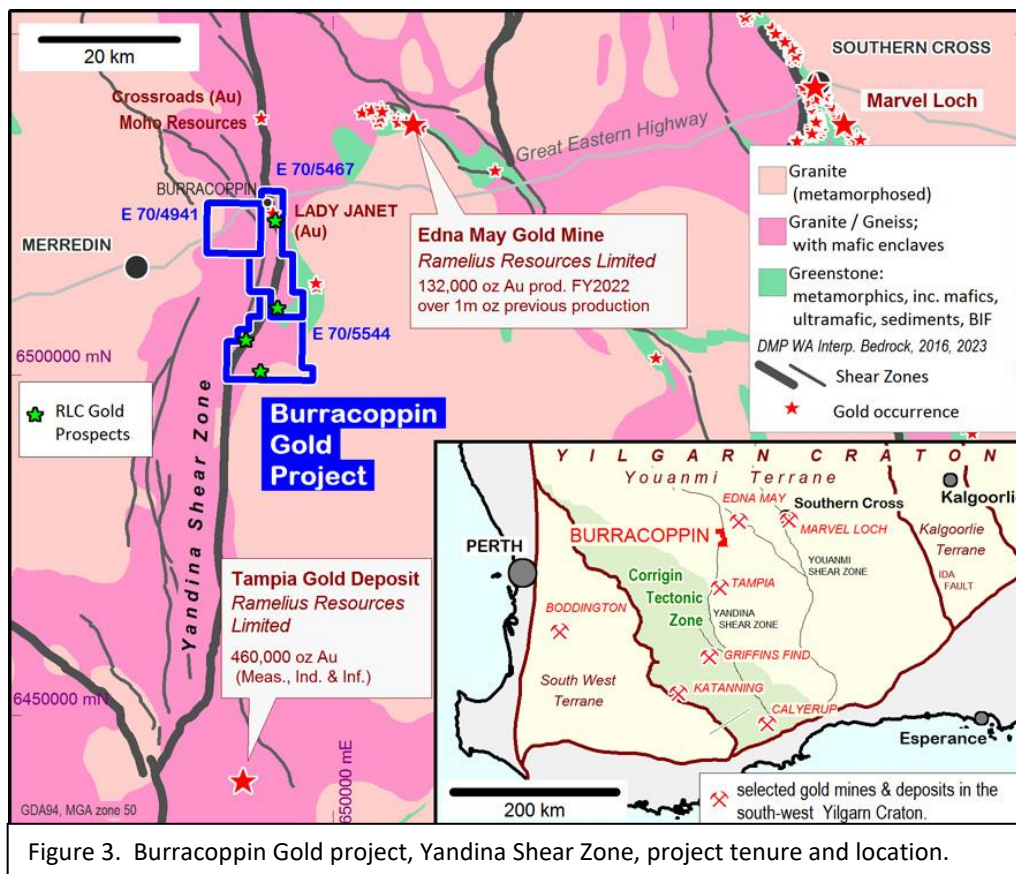 20 km
SOUTHERN CROSS
Marvel Loch
Crossroads (Au)
Moho Resources
Great Eastern Highway
E 70/5467
BURRACOPPIN
E 70/4941
LADY JANET
(Au)
MERREDIN
Edna May Gold Mine
Ramelius Resources Limited
132,000 oz Au prod. FY2022
over 1m oz previous production
Granite
(metamorphosed)
Granite / Gneiss;
with mafic enclaves
Greenstone:
metamorphics, inc. mafics,
ultramafic, sediments, BIF
DMP WA Interp. Bedrock, 2016, 2023
Shear Zones
Gold occurrence
E 70/5544
6500000 mN
RLC Gold
Prospects
Burracoppin
Gold
Project
Yandina Shear Zone
Tampia Gold Deposit
Ramelius Resources
Limited
460,000 oz Au
(Meas., Ind. & Inf.)
6450000 mN
650000 mE
GDA94, MGA zone 50
YILGARN CRATON
Youanmi Terrane
Kalgoorlie
EDNA MAY
Southern Cross
MARVEL LOCH
BURRACOPPIN
PERTH
Kalgoorlie
Terrane
YOUANMI
SHEAR ZONE
IDA
FAULT
Corrigin
Tectonic
Zone
TAMPIA
BODDINGTON
YANDINA
SHEAR ZONE
GRIFFINS FIND
South West
Terrane
KATANNING
CALYERUP
Esperance
200 km
selected gold mines & deposits in the
south-west Yilgarn Craton.
Figure 3. Burracoppin Gold project, Yandina Shear Zone, project tenure and location.